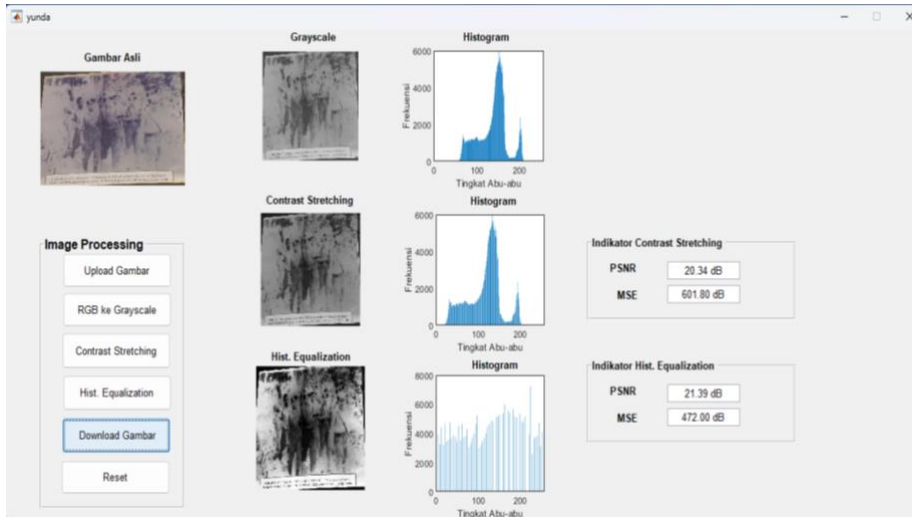 yunda
Gambar Asli
Grayscale
Histogram
Frekuensi
6000
4000
2000
0
0 100 200
Tingkat Abu-abu
Image Processing
Upload Gambar
RGB ke Grayscale
Contrast Stretching
Hist. Equalization
Download Gambar
Reset
Contrast Stretching
Histogram
Frekuensi
6000
4000
2000
0
0 100 200
Tingkat Abu-abu
Hist. Equalization
Histogram
Frekuensi
8000
6000
4000
2000
0
0 100 200
Tingkat Abu-abu
Indikator Contrast Stretching
PSNR 20.34 dB
MSE 601.80 dB
Indikator Hist. Equalization
PSNR 21.39 dB
MSE 472.00 dB